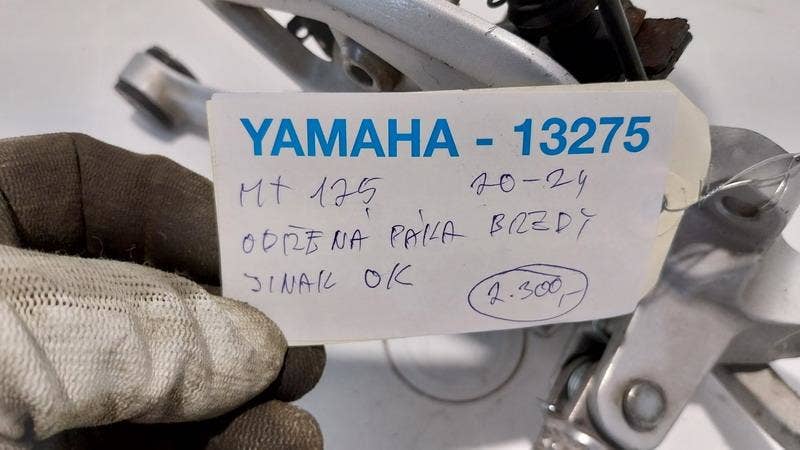 YAMAHA - 13275
MT 125 20-24
ODŘENÁ PÁKA BRZDY
JINAK OK
2.300,-